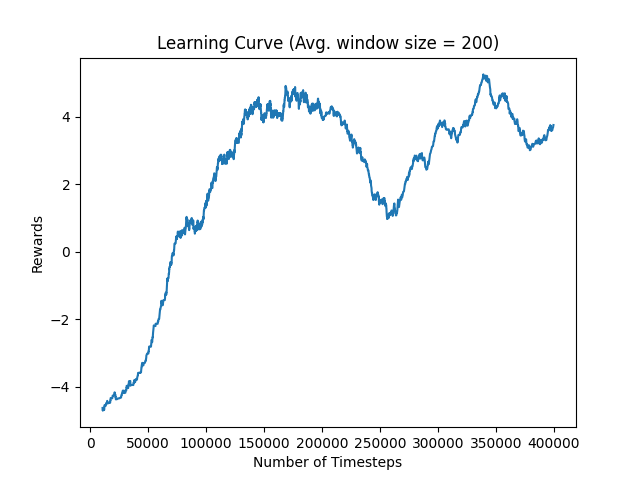 Learning Curve (Avg. window size = 200)
Rewards
4
2
0
−2
−4
0 50000 100000 150000 200000 250000 300000 350000 400000
Number of Timesteps